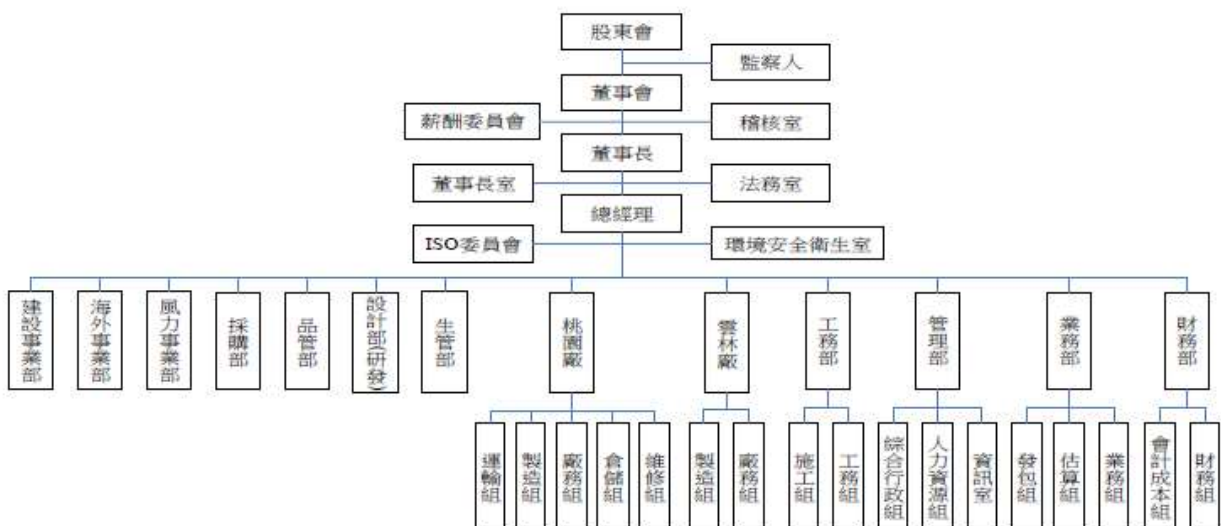 股東會
監察人
董事會
薪酬委員會
稽核室
董事長
董事長室
法務室
總經理
ISO委員會
環境安全衛生室
建設事業部
海外事業部
風力事業部
採購部
品管部
設計部(研發)
生管部
桃園廠
雲林廠
工務部
管理部
業務部
財務部
運輸組
製造組
廠務組
倉儲組
維修組
製造組
廠務組
施工組
工務組
綜合行政組
人力資源組
資訊室
發包組
估算組
業務組
會計成本組
財務組